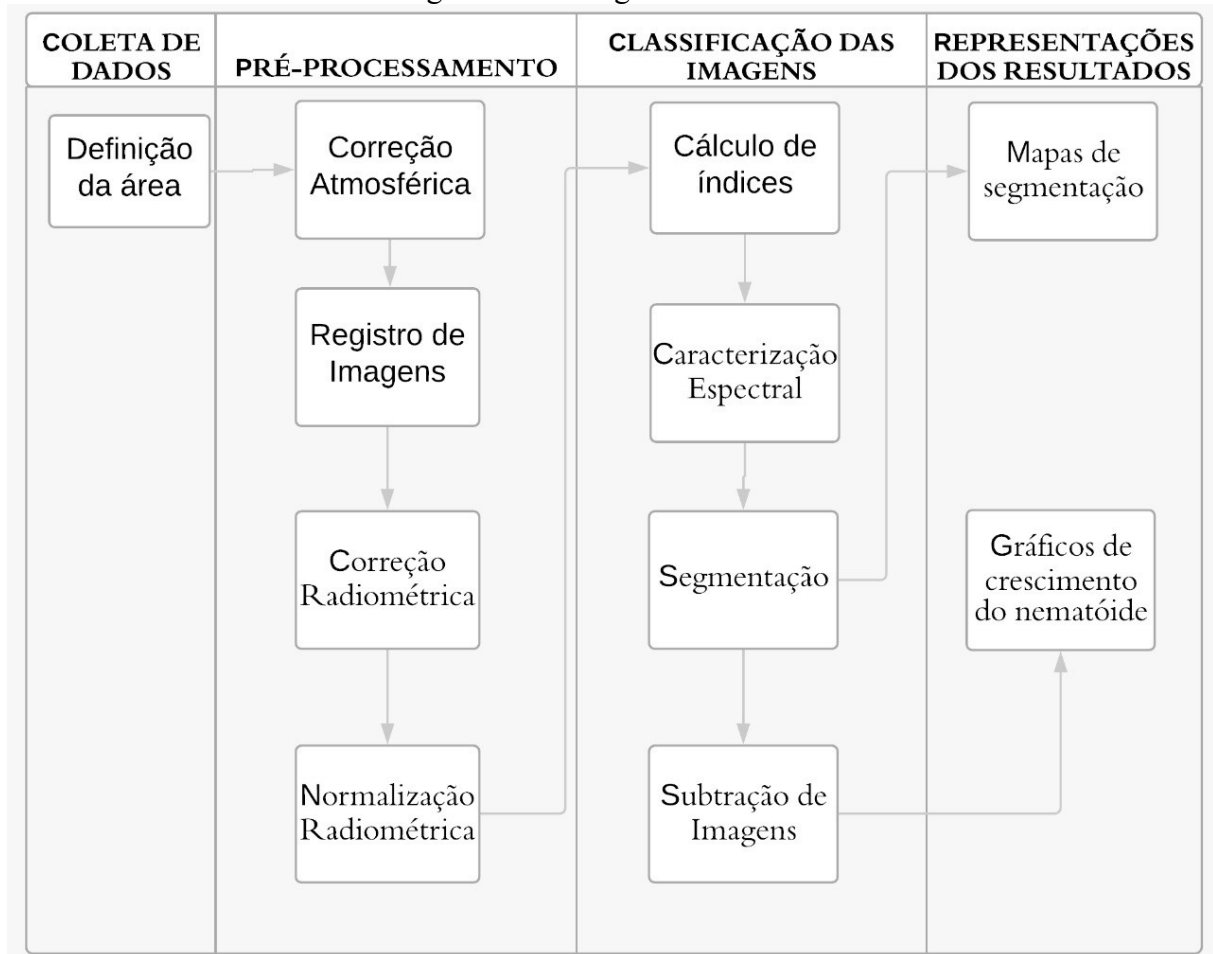 COLETA DE
DADOS
PRÉ-PROCESSAMENTO
CLASSIFICAÇÃO DAS
IMAGENS
REPRESENTAÇÕES
DOS RESULTADOS
Definição
da área
Correção
Atmosférica
Registro de
Imagens
Correção
Radiométrica
Normalização
Radiométrica
Cálculo de
índices
Caracterização
Espectral
Segmentação
Subtração de
Imagens
Mapas de
segmentação
Gráficos de
crescimento
do nematóide